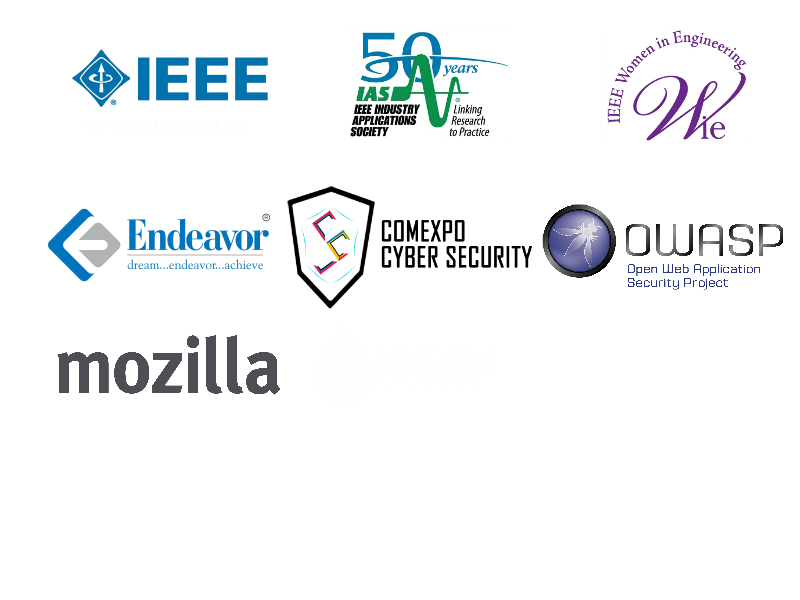 IEEE
50 years
IAS
IEEE INDUSTRY
APPLICATIONS
SOCIETY
Linking
Research
to Practice
IEEE Women in Engineering
Wie
Endeavor
dream...endeavor...achieve
COMEXPO
CYBER SECURITY
OWASP
Open Web Application
Security Project
mozilla